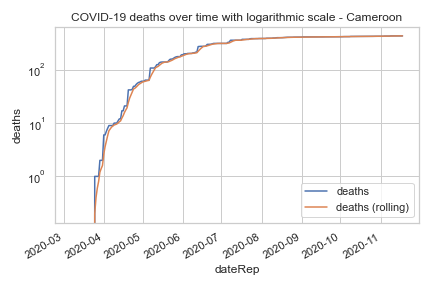 COVID-19 deaths over time with logarithmic scale - Cameroon
deaths
10²
10¹
10⁰
deaths
deaths (rolling)
2020-03
2020-04
2020-05
2020-06
2020-07
2020-08
2020-09
2020-10
2020-11
dateRep